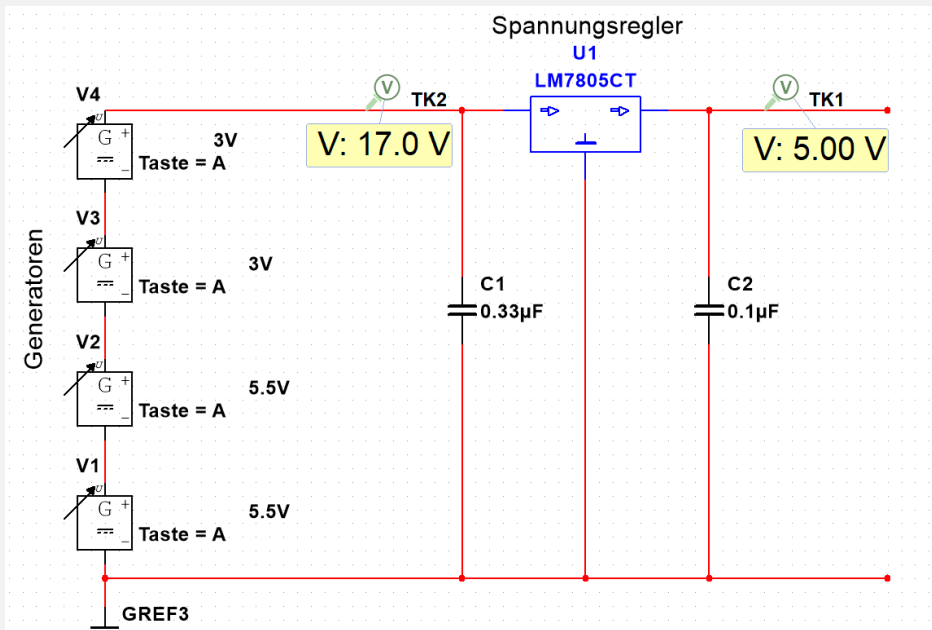 Spannungsregler
U1
LM7805CT
V4
V
TK2
V
TK1
G
+
-
U
3V
Taste = A
V: 17.0 V
V: 5.00 V
V3
U
G
+
-
3V
Taste = A
Generatoren
C1
0.33µF
C2
0.1µF
V2
U
G
+
-
5.5V
Taste = A
V1
U
G
+
-
5.5V
Taste = A
GREF3